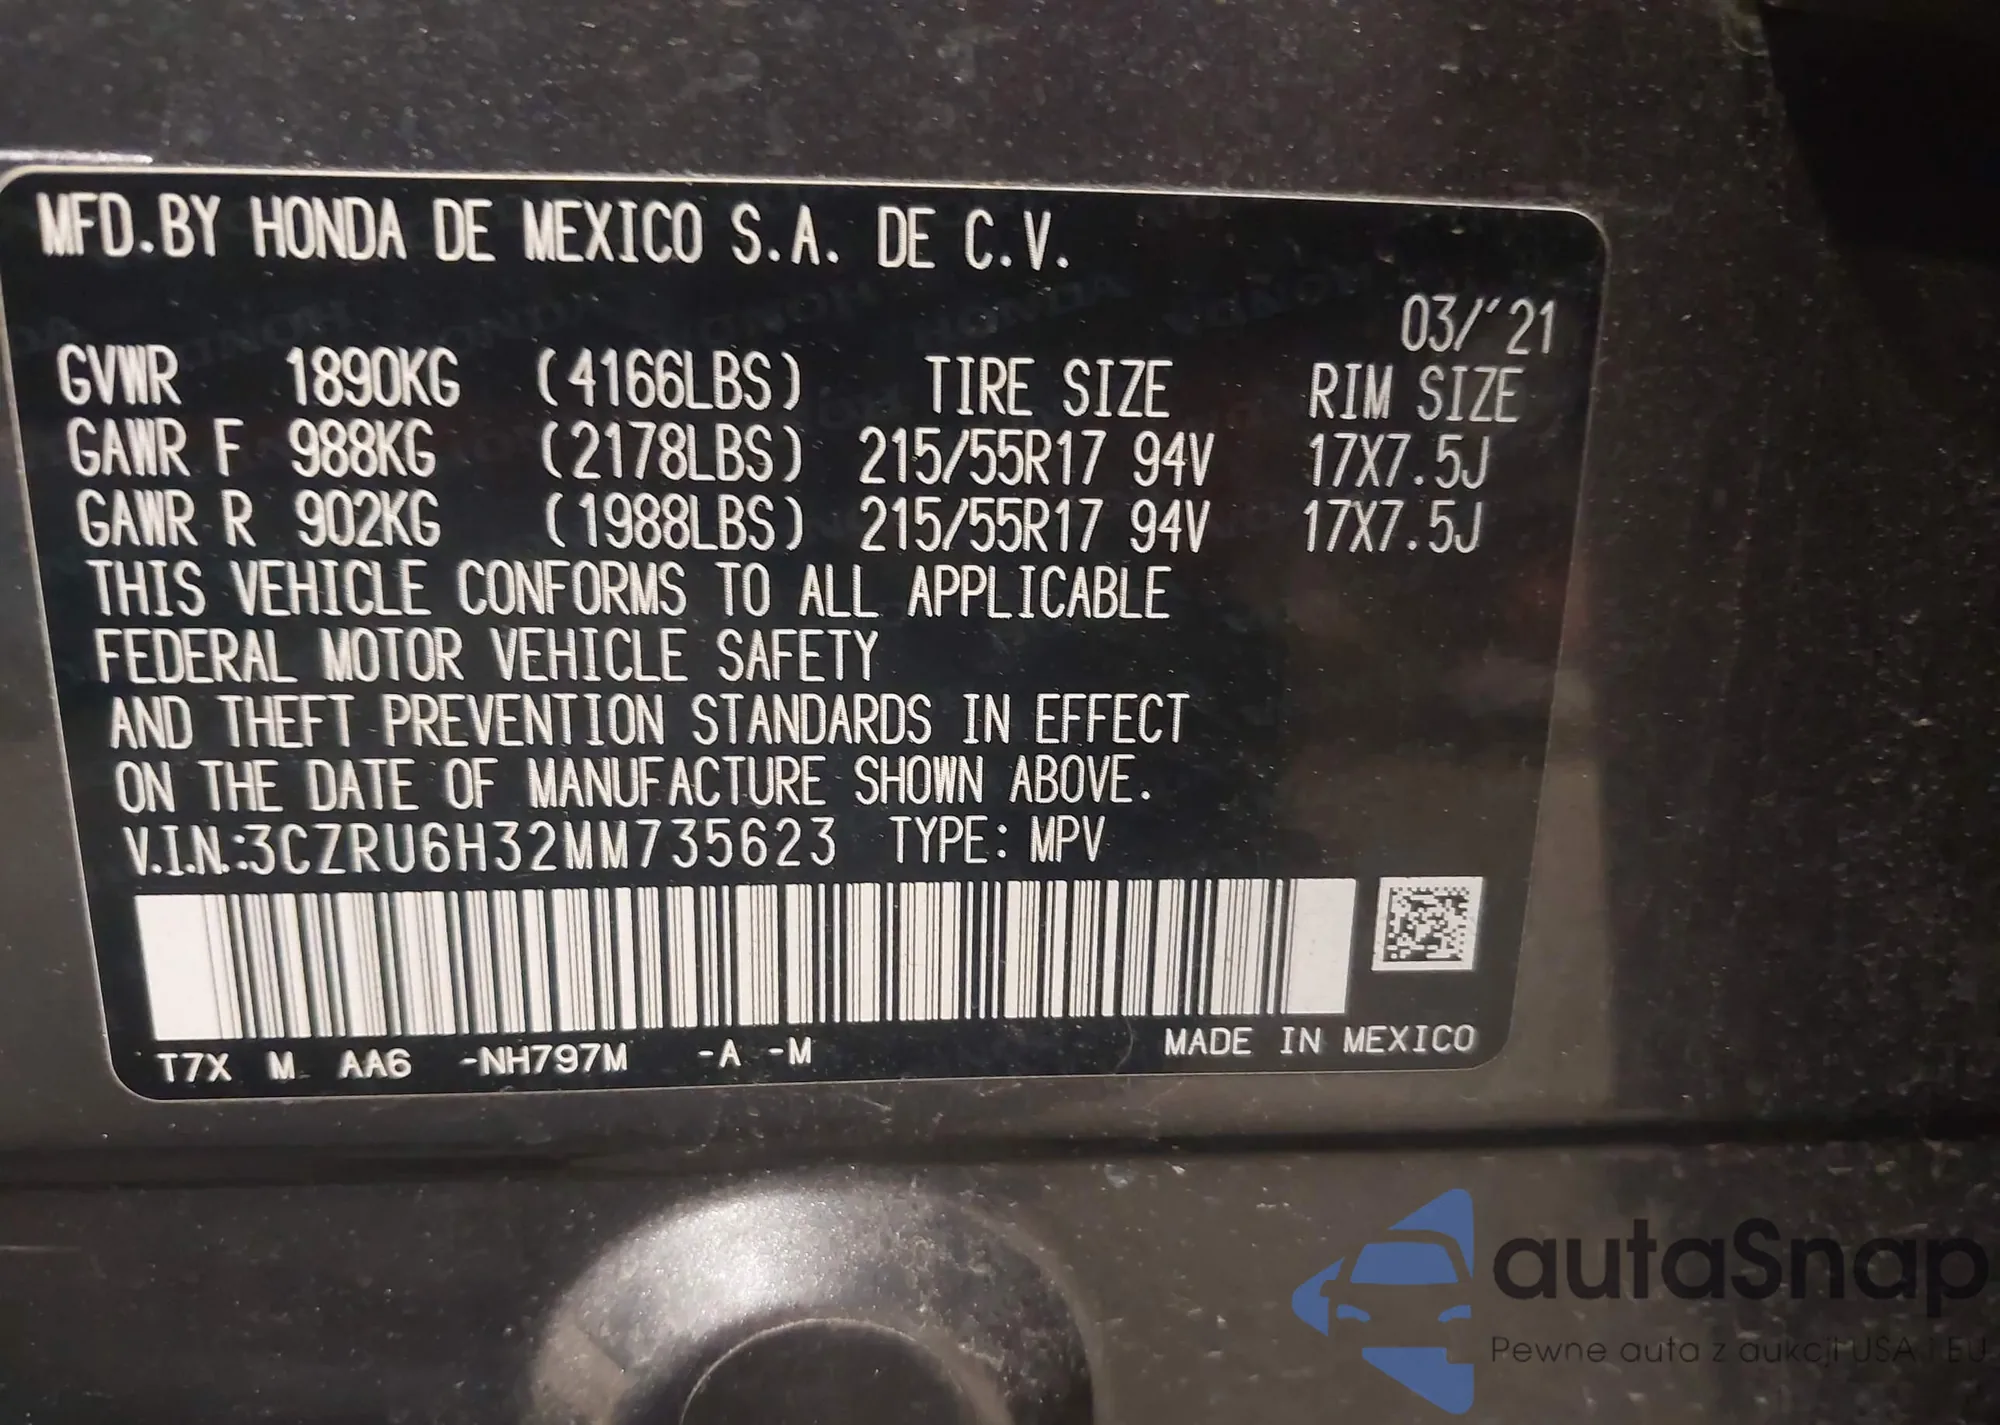 MFD.BY HONDA DE MEXICO S.A. DE C.V.
03/'21
GVWR 1890KG (4166LBS) TIRE SIZE RIM SIZE
GAWR F 988KG (2178LBS) 215/55R17 94V 17X7.5J
GAWR R 902KG (1988LBS) 215/55R17 94V 17X7.5J
THIS VEHICLE CONFORMS TO ALL APPLICABLE
FEDERAL MOTOR VEHICLE SAFETY
AND THEFT PREVENTION STANDARDS IN EFFECT
ON THE DATE OF MANUFACTURE SHOWN ABOVE.
V.I.N.:3CZRU6H32MM735623 TYPE: MPV
T7X M AA6 -NH797M -A -M MADE IN MEXICO
autaSnap
Pewne auta z aukcji USA i EU